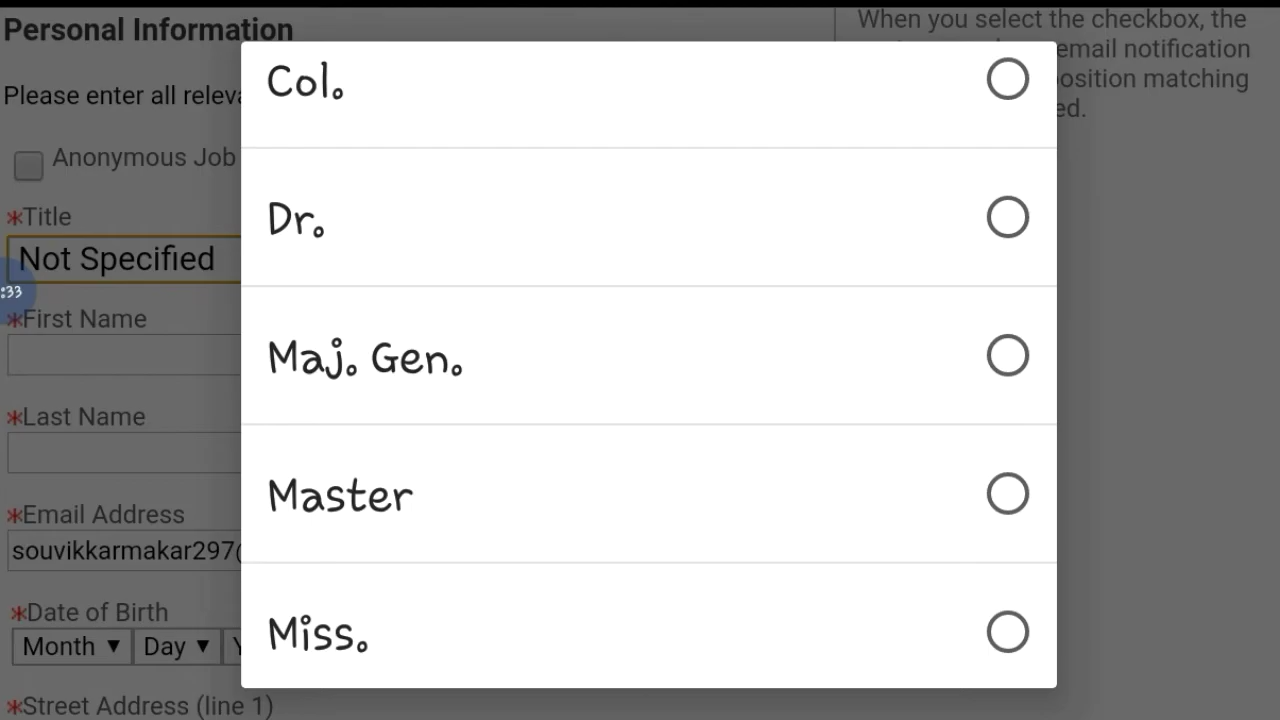 Personal Information
When you select the checkbox, the
email notification
Please enter all
osition matching
ed.
Anonymous Job
*Title
Not Specified
:33
*First Name
*Last Name
*Email Address
souvikkarmakar297
*Date of Birth
Month ▼ Day ▼
*Street Address (line 1)
Col.
Dr.
Maj. Gen.
Master
Miss.